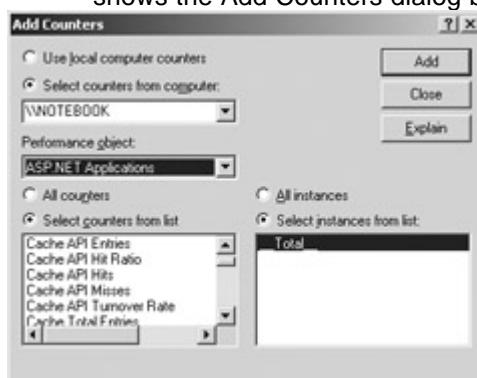 shows the Add Counters dialog b
Add Counters
Use local computer counters
Select counters from computer:
\\NOTEBOOK
Performance object:
ASP.NET Applications
All counters
Select counters from list
Cache API Entries
Cache API Hit Ratio
Cache API Hits
Cache API Misses
Cache API Turnover Rate
Cache Total Entries
All instances
Select instances from list:
__Total__
Add
Close
Explain